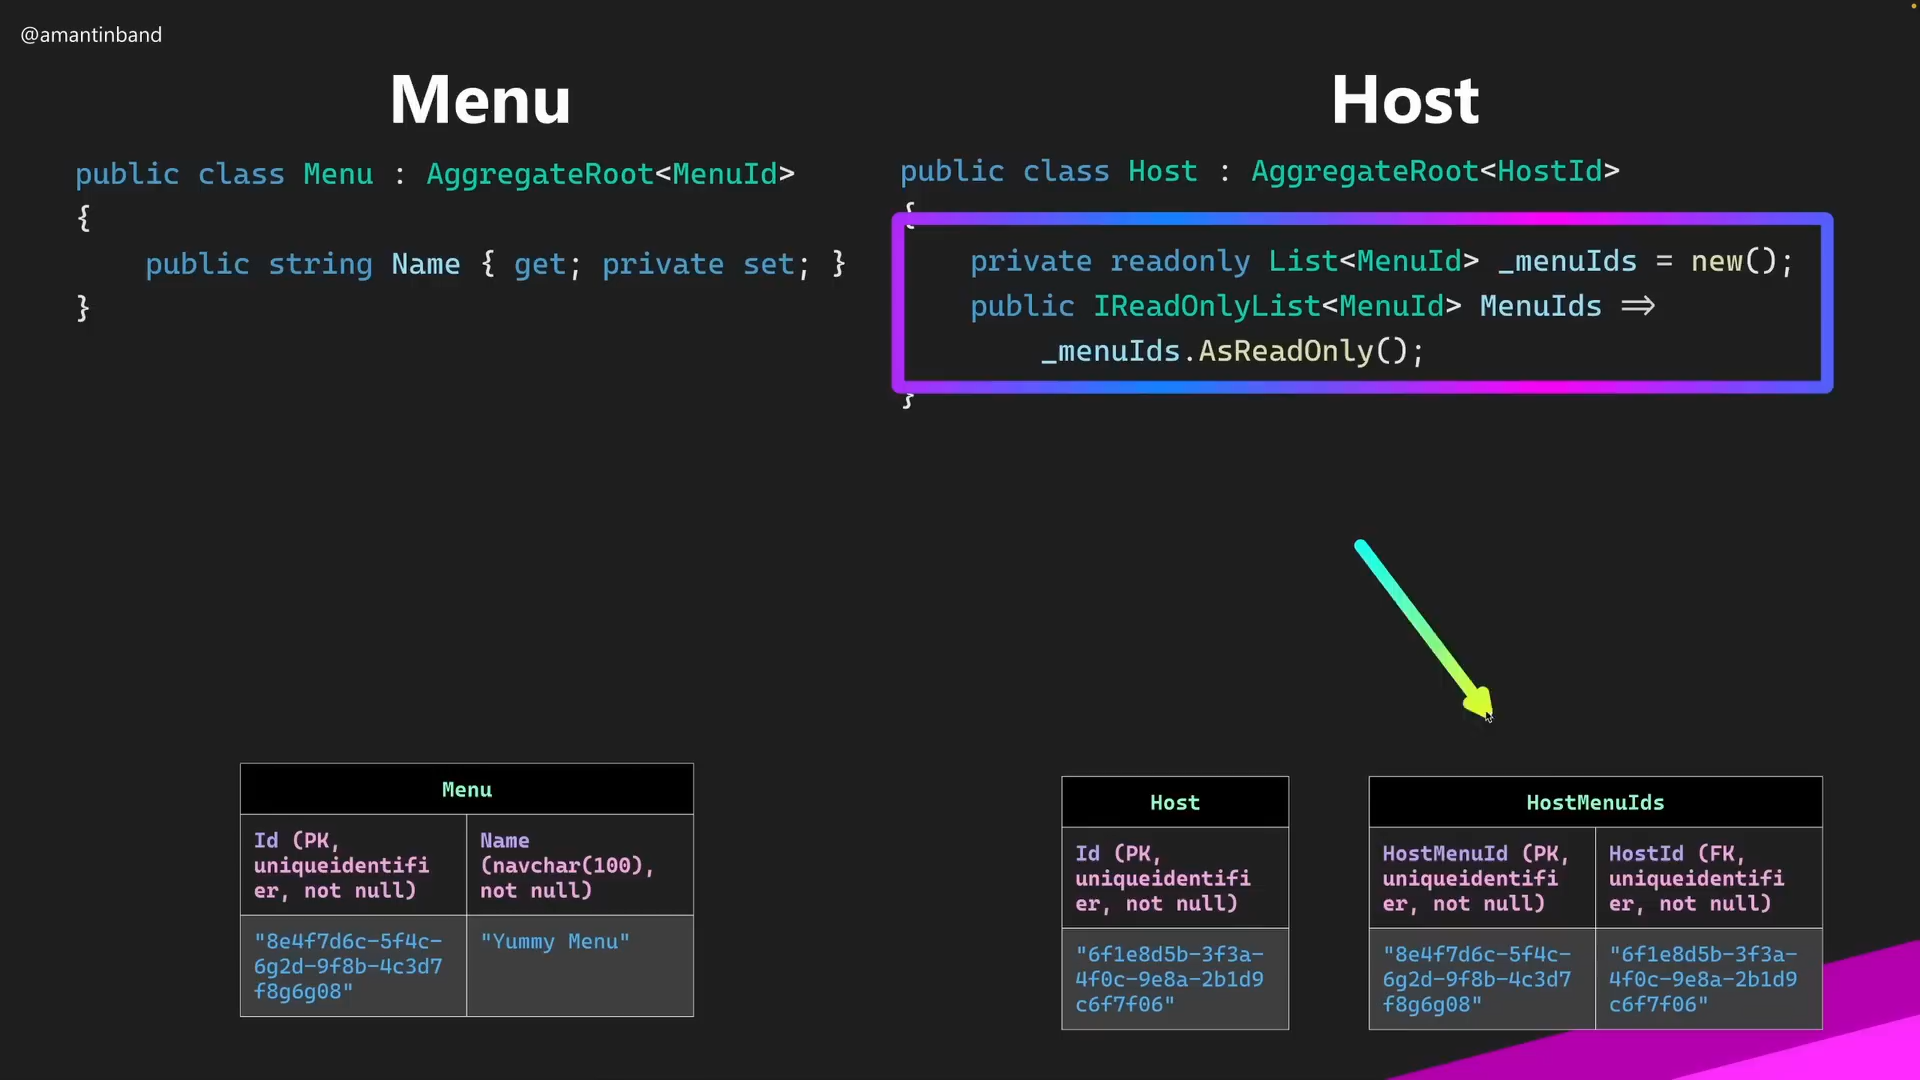 @amantinband
Menu
public class Menu : AggregateRoot<MenuId>
{
public string Name { get; private set; }
}
Host
public class Host : AggregateRoot<HostId>
{
private readonly List<MenuId> _menuIds = new();
public IReadOnlyList<MenuId> MenuIds =>
_menuIds.AsReadOnly();
}
Menu
Id (PK,
uniqueidentifi
er, not null)
Name
(navchar(100),
not null)
"8e4f7d6c-5f4c-
6g2d-9f8b-4c3d7
f8g6g08"
"Yummy Menu"
Host
Id (PK,
uniqueidentifi
er, not null)
"6f1e8d5b-3f3a-
4f0c-9e8a-2b1d9
c6f7f06"
HostMenuIds
HostMenuId (PK,
uniqueidentifi
er, not null)
HostId (FK,
uniqueidentifi
er, not null)
"8e4f7d6c-5f4c-
6g2d-9f8b-4c3d7
f8g6g08"
"6f1e8d5b-3f3a-
4f0c-9e8a-2b1d9
c6f7f06"